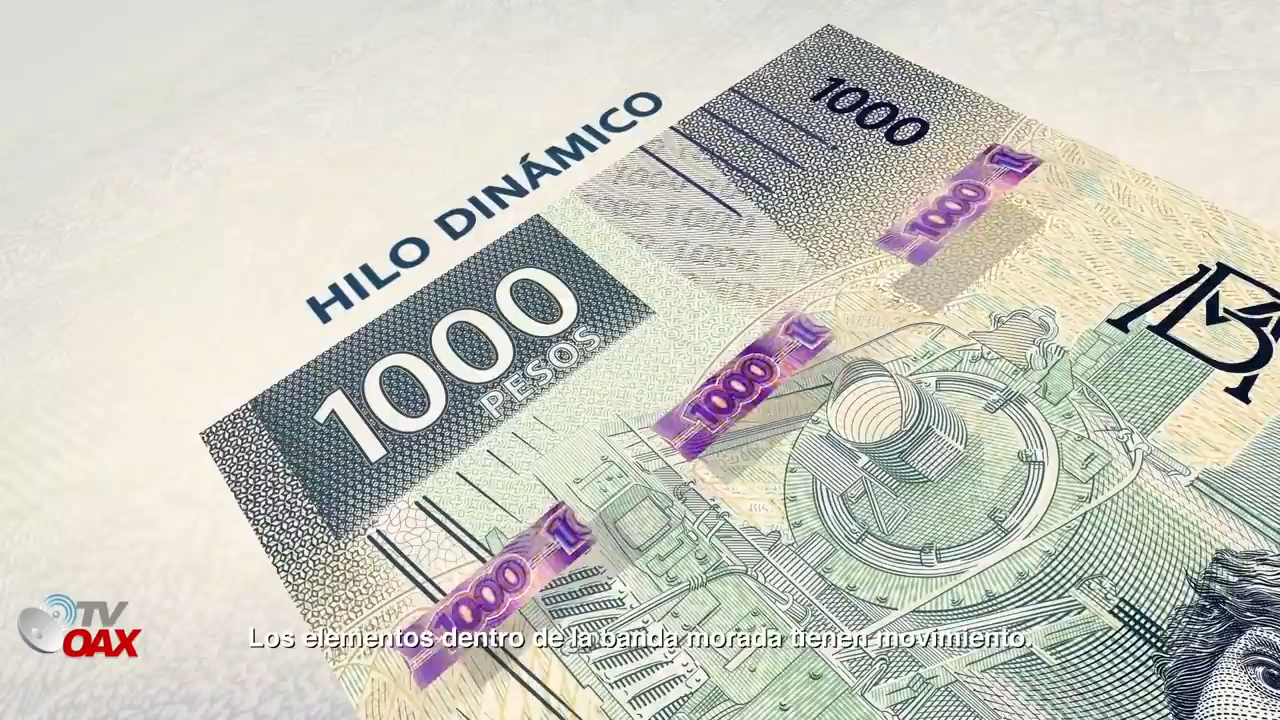 HILO DINÁMICO
1000
1000
PESOS
1000
1000
1000
BM
TV
OAX
Los elementos dentro de la banda morada tienen movimiento.